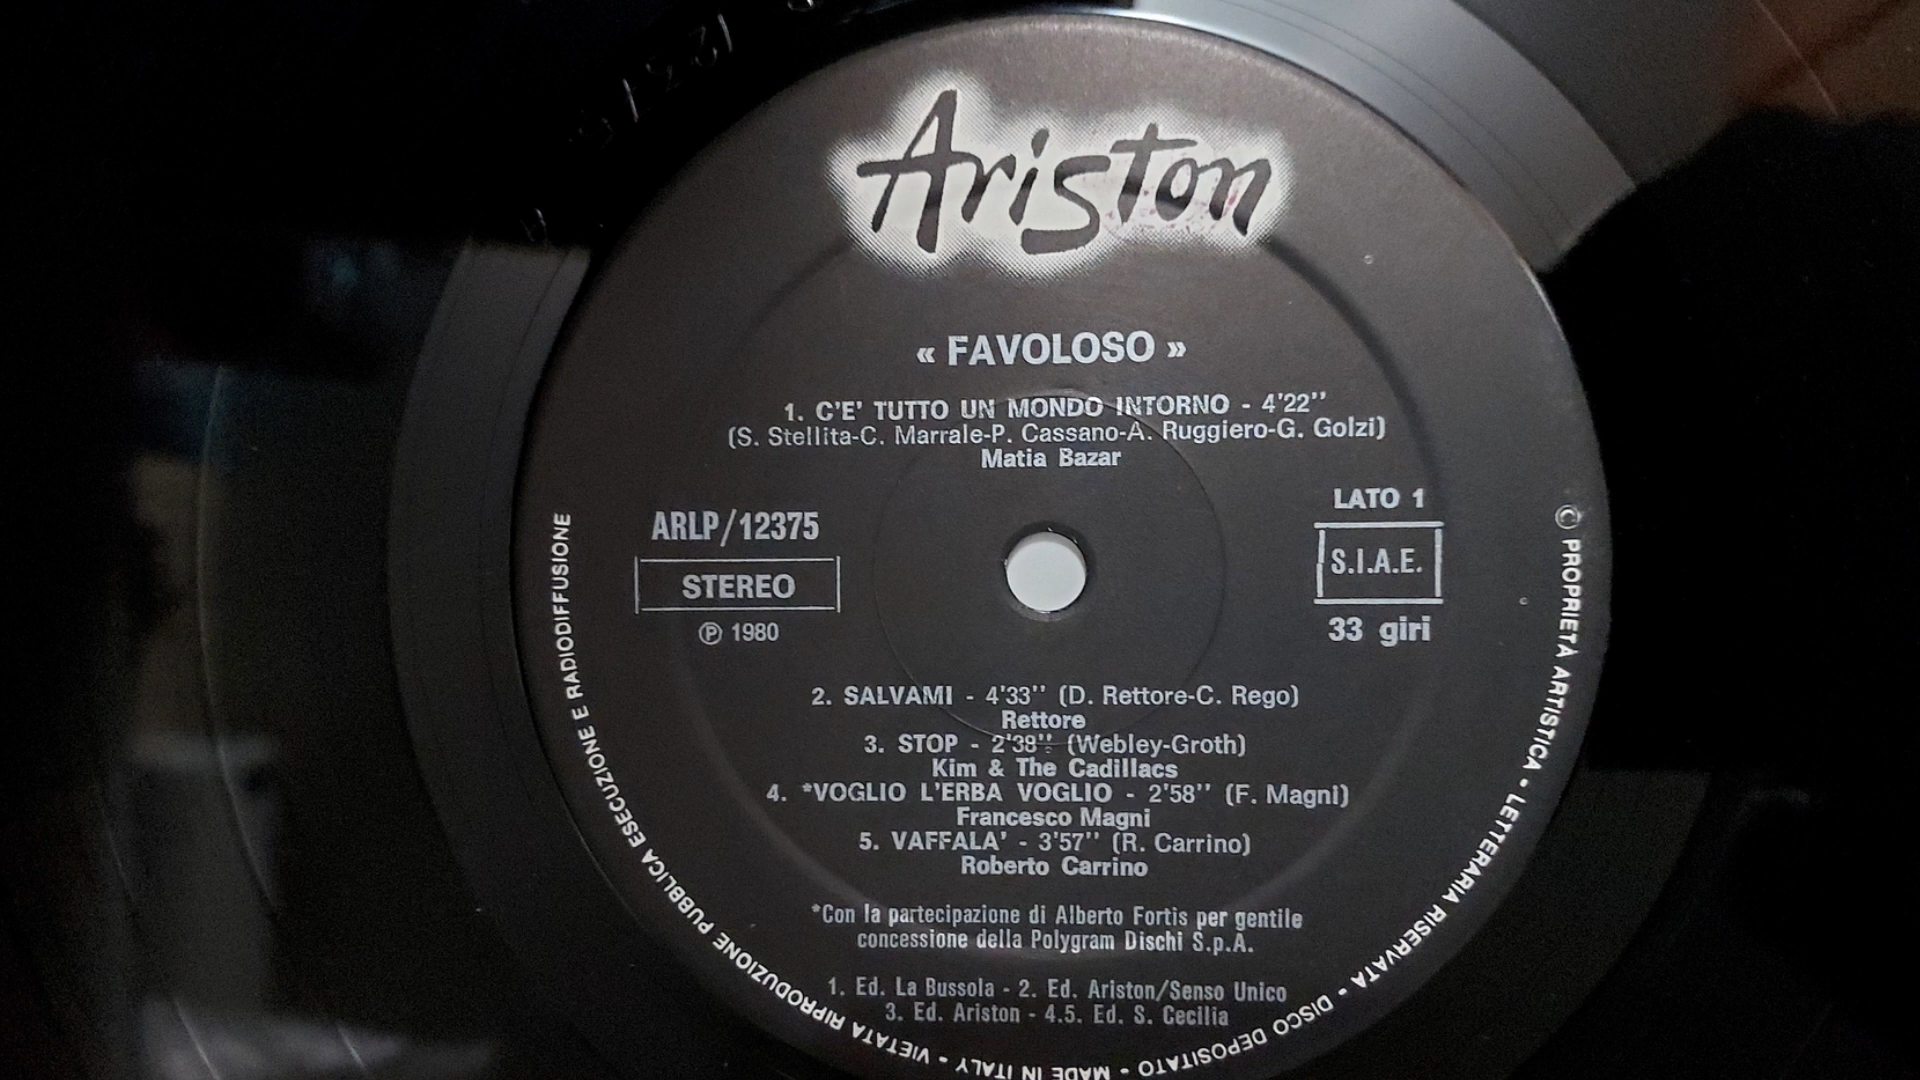 Ariston
« FAVOLOSO »
1. C'E' TUTTO UN MONDO INTORNO - 4'22''
(S. Stellita-C. Marrale-P. Cassano-A. Ruggiero-G. Golzi)
Matia Bazar
ARLP/12375
STEREO
℗ 1980
LATO 1
S.I.A.E.
33 giri
2. SALVAMI - 4'33'' (D. Rettore-C. Rego)
Rettore
3. STOP - 2'38'' (Webley-Groth)
Kim & The Cadillacs
4. *VOGLIO L'ERBA VOGLIO - 2'58'' (F. Magni)
Francesco Magni
5. VAFFALA' - 3'57'' (R. Carrino)
Roberto Carrino
*Con la partecipazione di Alberto Fortis per gentile
concessione della Polygram Dischi S.p.A.
1. Ed. La Bussola - 2. Ed. Ariston/Senso Unico
3. Ed. Ariston - 4.5. Ed. S. Cecilia
© PROPRIETÀ ARTISTICA - LETTERARIA RISERVATA - DISCO DEPOSITATO - MADE IN ITALY - VIETATA RIPRODUZIONE PUBBLICA ESECUZIONE E RADIODIFFUSIONE